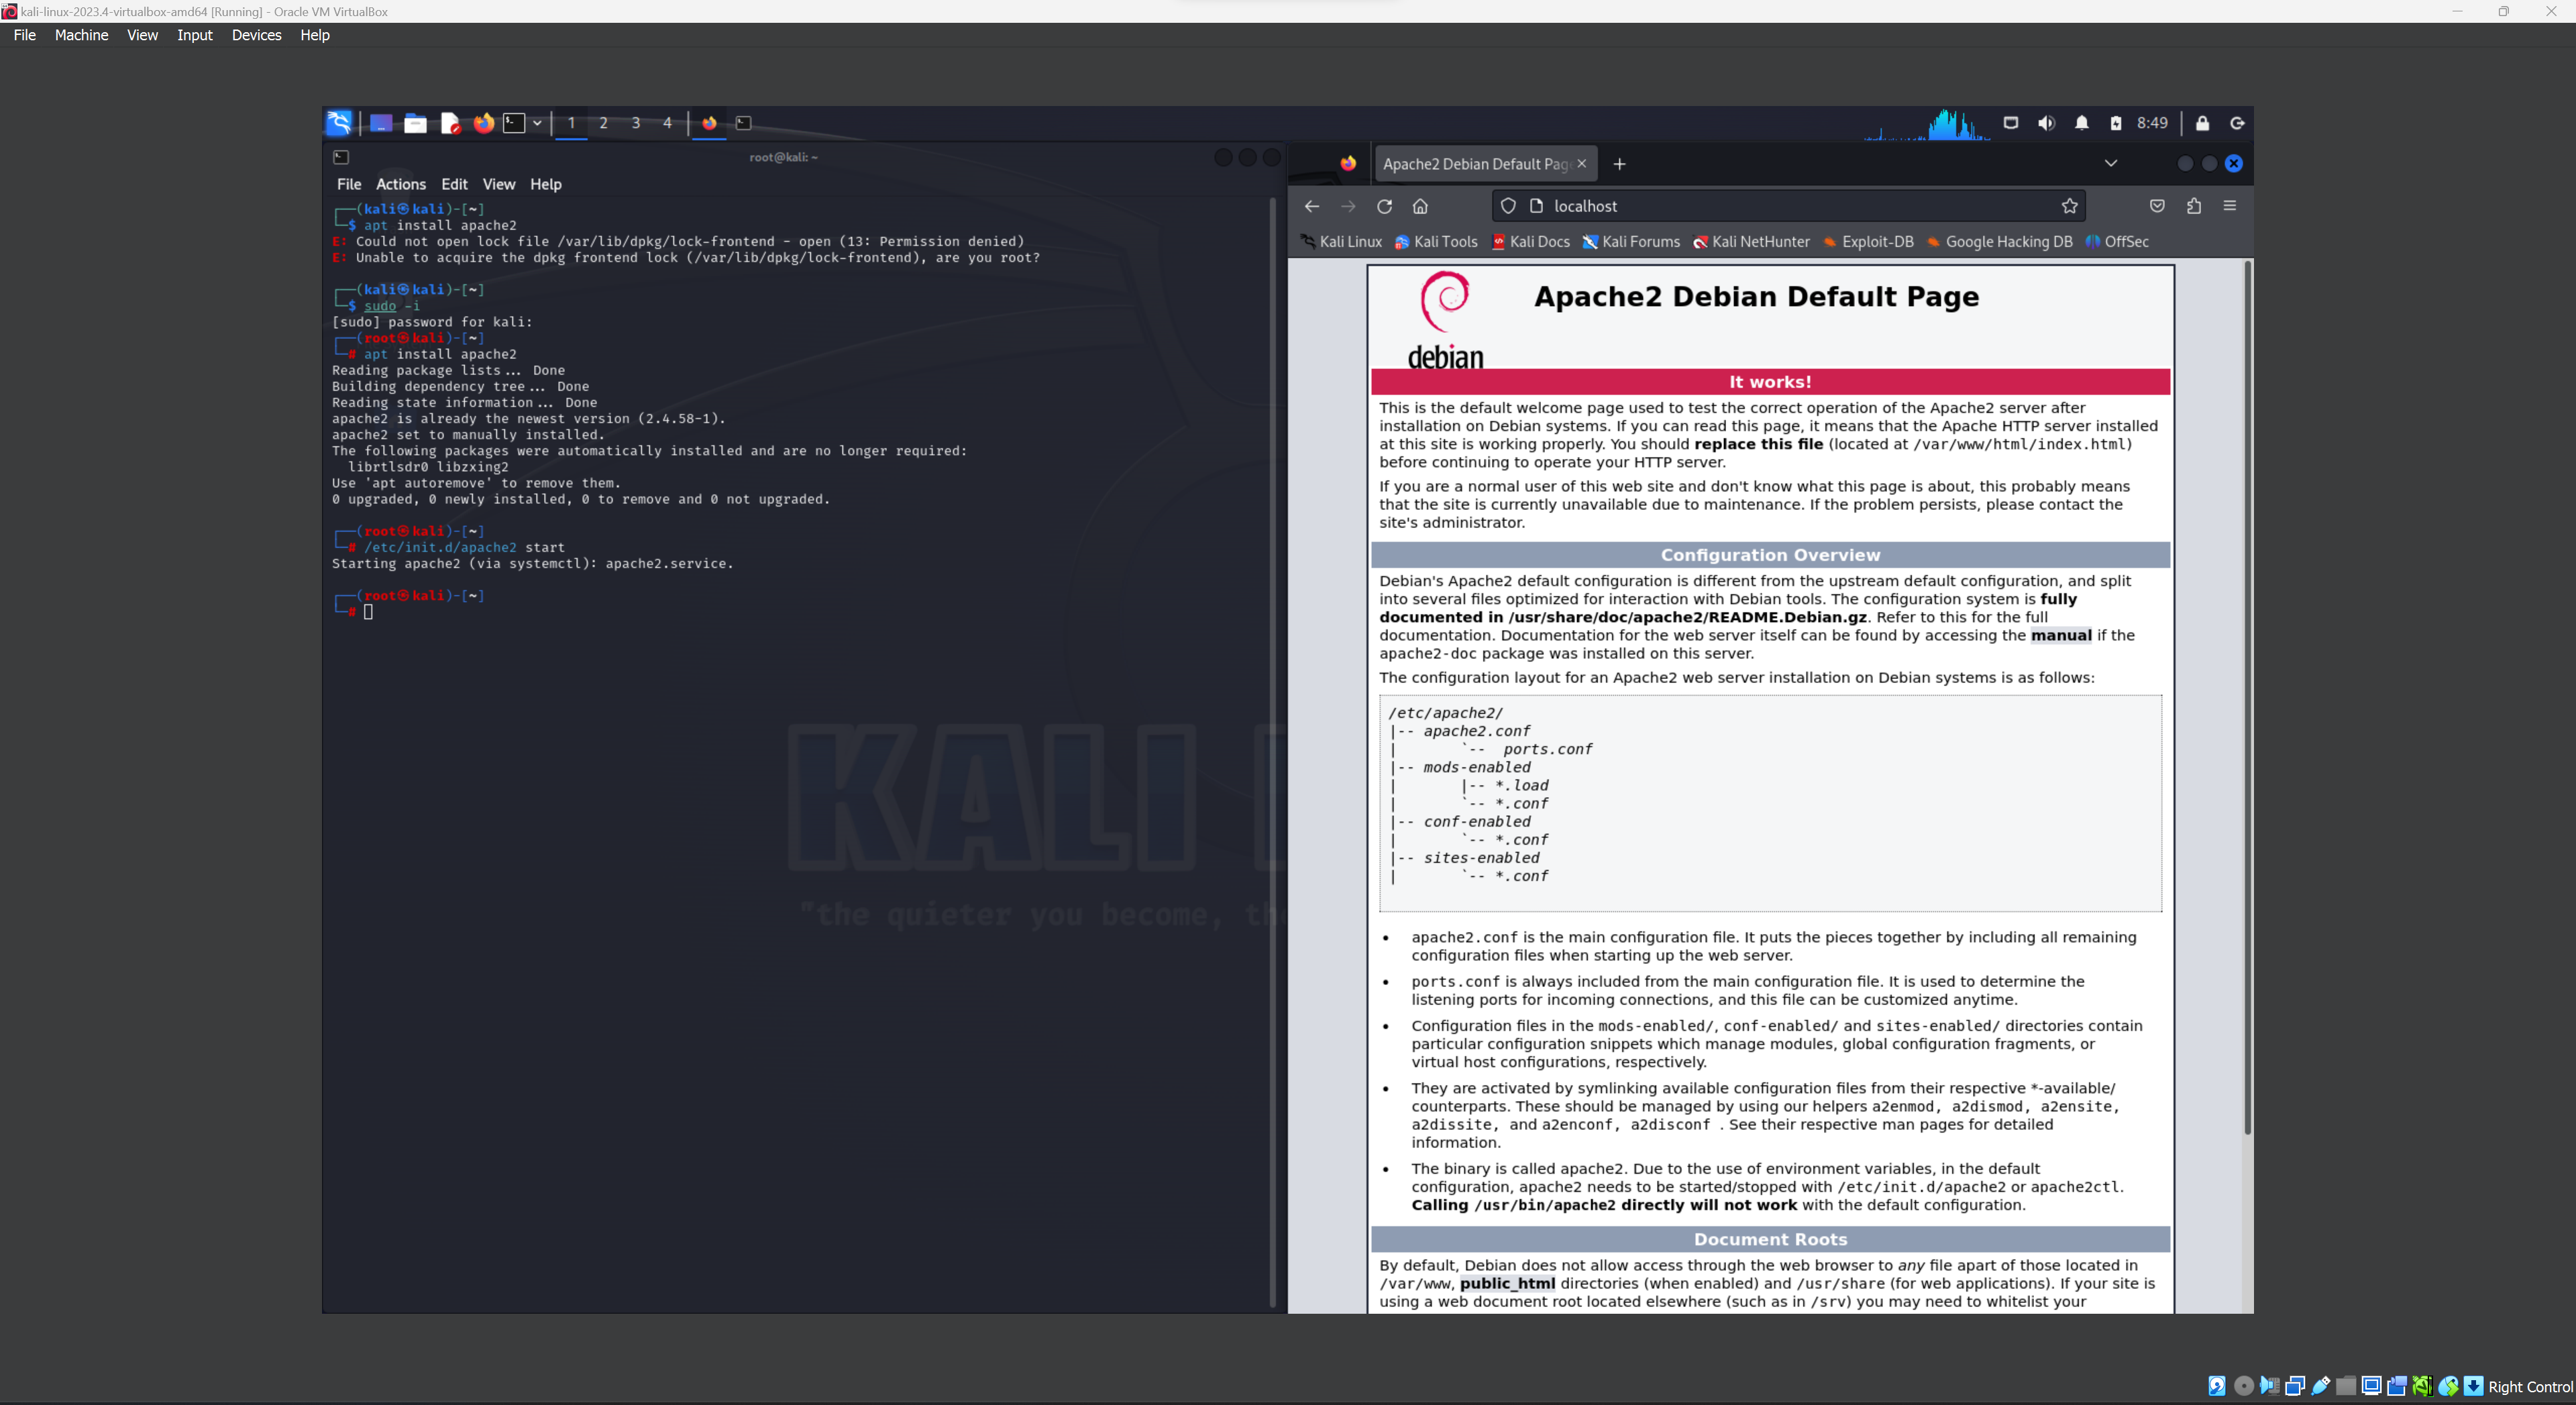 kali-linux-2023.4-virtualbox-amd64 [Running] - Oracle VM VirtualBox
File Machine View Input Devices Help
1 2 3 4
8:49
root@kali: ~
File Actions Edit View Help
(kali㉿kali)-[~]
$ apt install apache2
E: Could not open lock file /var/lib/dpkg/lock-frontend - open (13: Permission denied)
E: Unable to acquire the dpkg frontend lock (/var/lib/dpkg/lock-frontend), are you root?
(kali㉿kali)-[~]
$ sudo -i
[sudo] password for kali:
(root㉿kali)-[~]
# apt install apache2
Reading package lists... Done
Building dependency tree... Done
Reading state information... Done
apache2 is already the newest version (2.4.58-1).
apache2 set to manually installed.
The following packages were automatically installed and are no longer required:
librtlsdr0 libzxing2
Use 'apt autoremove' to remove them.
0 upgraded, 0 newly installed, 0 to remove and 0 not upgraded.
(root㉿kali)-[~]
# /etc/init.d/apache2 start
Starting apache2 (via systemctl): apache2.service.
(root㉿kali)-[~]
#
KALI
"the quieter you become, th
Apache2 Debian Default Pag
localhost
Kali Linux Kali Tools Kali Docs Kali Forums Kali NetHunter Exploit-DB Google Hacking DB OffSec
debian
Apache2 Debian Default Page
It works!
This is the default welcome page used to test the correct operation of the Apache2 server after
installation on Debian systems. If you can read this page, it means that the Apache HTTP server installed
at this site is working properly. You should replace this file (located at /var/www/html/index.html)
before continuing to operate your HTTP server.
If you are a normal user of this web site and don't know what this page is about, this probably means
that the site is currently unavailable due to maintenance. If the problem persists, please contact the
site's administrator.
Configuration Overview
Debian's Apache2 default configuration is different from the upstream default configuration, and split
into several files optimized for interaction with Debian tools. The configuration system is fully
documented in /usr/share/doc/apache2/README.Debian.gz. Refer to this for the full
documentation. Documentation for the web server itself can be found by accessing the manual if the
apache2-doc package was installed on this server.
The configuration layout for an Apache2 web server installation on Debian systems is as follows:
/etc/apache2/
|-- apache2.conf
|       `--  ports.conf
|-- mods-enabled
|       |-- *.load
|       `-- *.conf
|-- conf-enabled
|       `-- *.conf
|-- sites-enabled
|       `-- *.conf
• apache2.conf is the main configuration file. It puts the pieces together by including all remaining
configuration files when starting up the web server.
• ports.conf is always included from the main configuration file. It is used to determine the
listening ports for incoming connections, and this file can be customized anytime.
• Configuration files in the mods-enabled/, conf-enabled/ and sites-enabled/ directories contain
particular configuration snippets which manage modules, global configuration fragments, or
virtual host configurations, respectively.
• They are activated by symlinking available configuration files from their respective *-available/
counterparts. These should be managed by using our helpers a2enmod, a2dismod, a2ensite,
a2dissite, and a2enconf, a2disconf . See their respective man pages for detailed
information.
• The binary is called apache2. Due to the use of environment variables, in the default
configuration, apache2 needs to be started/stopped with /etc/init.d/apache2 or apache2ctl.
Calling /usr/bin/apache2 directly will not work with the default configuration.
Document Roots
By default, Debian does not allow access through the web browser to any file apart of those located in
/var/www, public_html directories (when enabled) and /usr/share (for web applications). If your site is
using a web document root located elsewhere (such as in /srv) you may need to whitelist your
Right Control